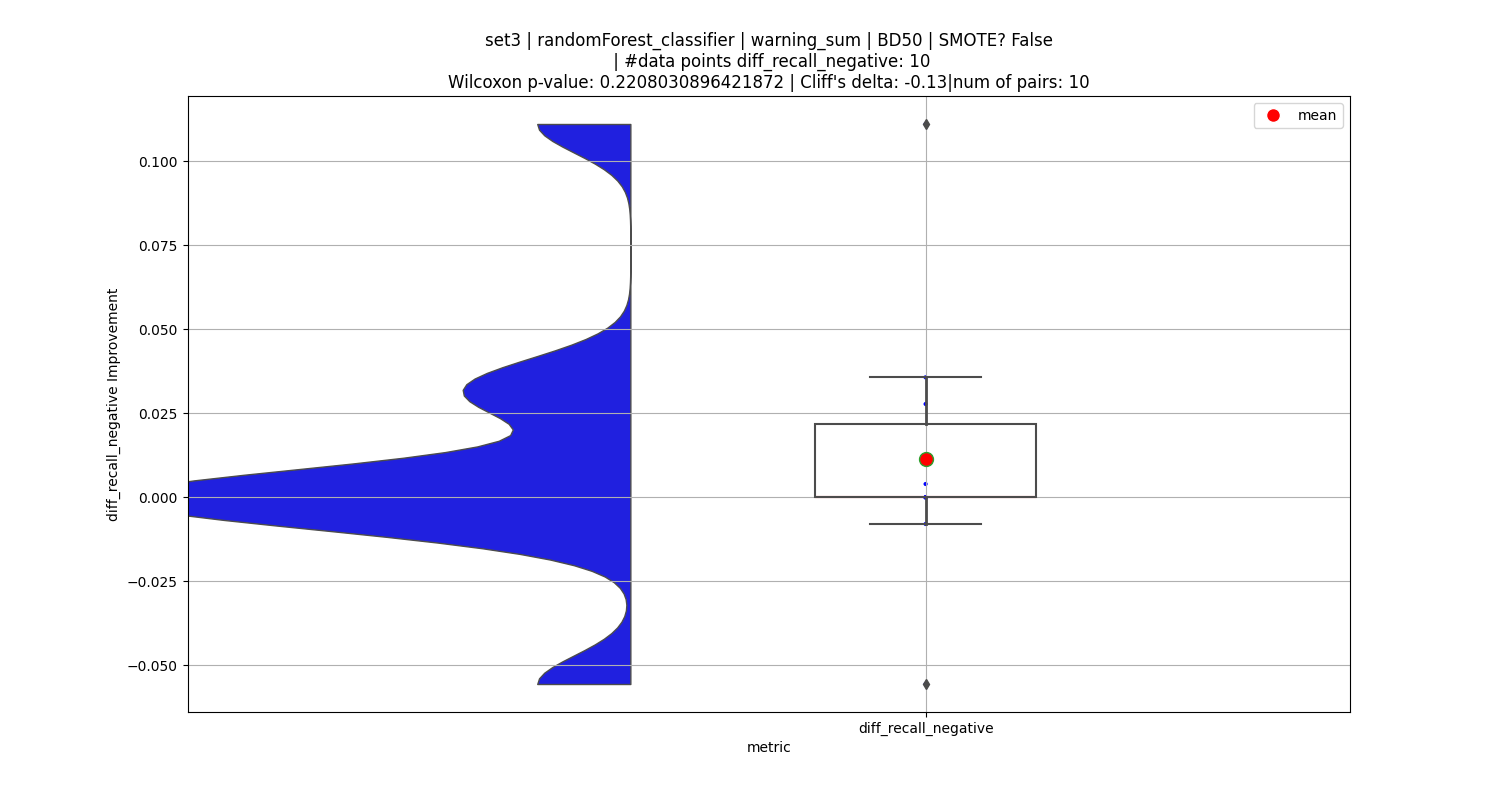 set3 | randomForest_classifier | warning_sum | BD50 | SMOTE? False
| #data points diff_recall_negative: 10
Wilcoxon p-value: 0.2208030896421872 | Cliff's delta: -0.13|num of pairs: 10
mean
0.100
0.075
0.050
0.025
0.000
−0.025
−0.050
diff_recall_negative Improvement
diff_recall_negative
metric